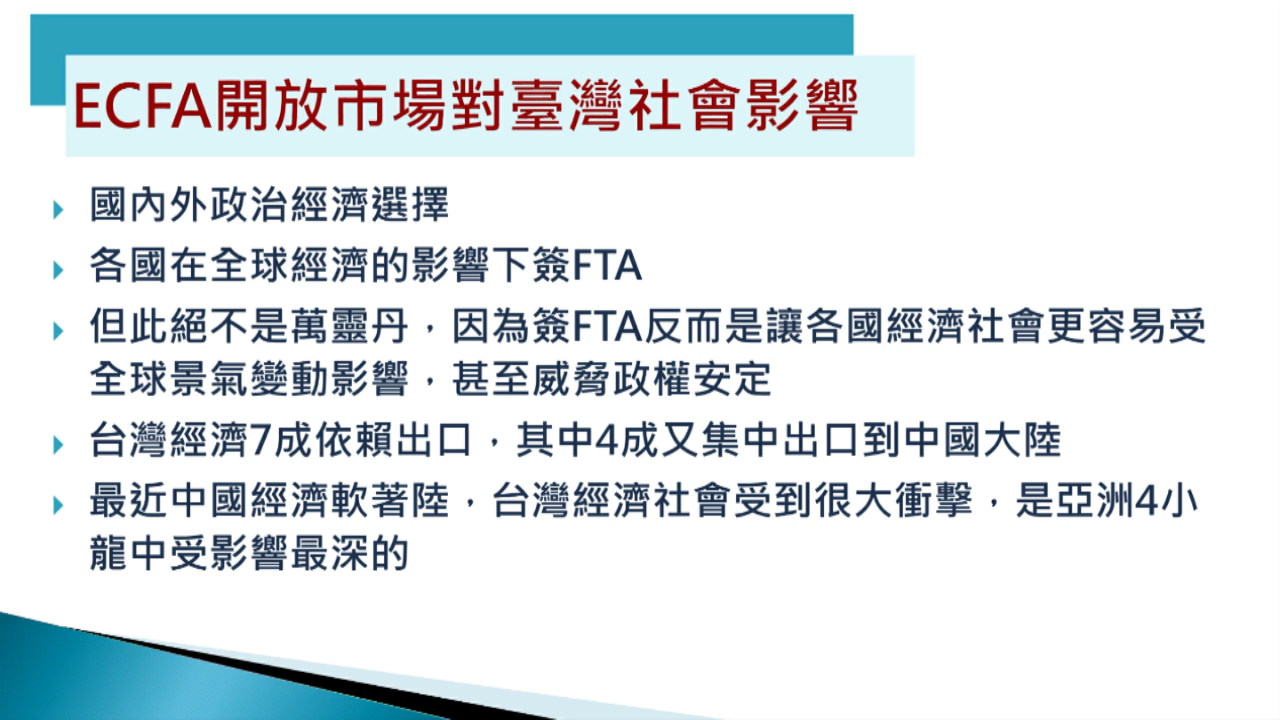 ECFA開放市場對臺灣社會影響
國內外政治經濟選擇
各國在全球經濟的影響下簽FTA
但此絕不是萬靈丹，因為簽FTA反而是讓各國經濟社會更容易受
全球景氣變動影響，甚至威脅政權安定
台灣經濟7成依賴出口，其中4成又集中出口到中國大陸
最近中國經濟軟著陸，台灣經濟社會受到很大衝擊，是亞洲4小
龍中受影響最深的